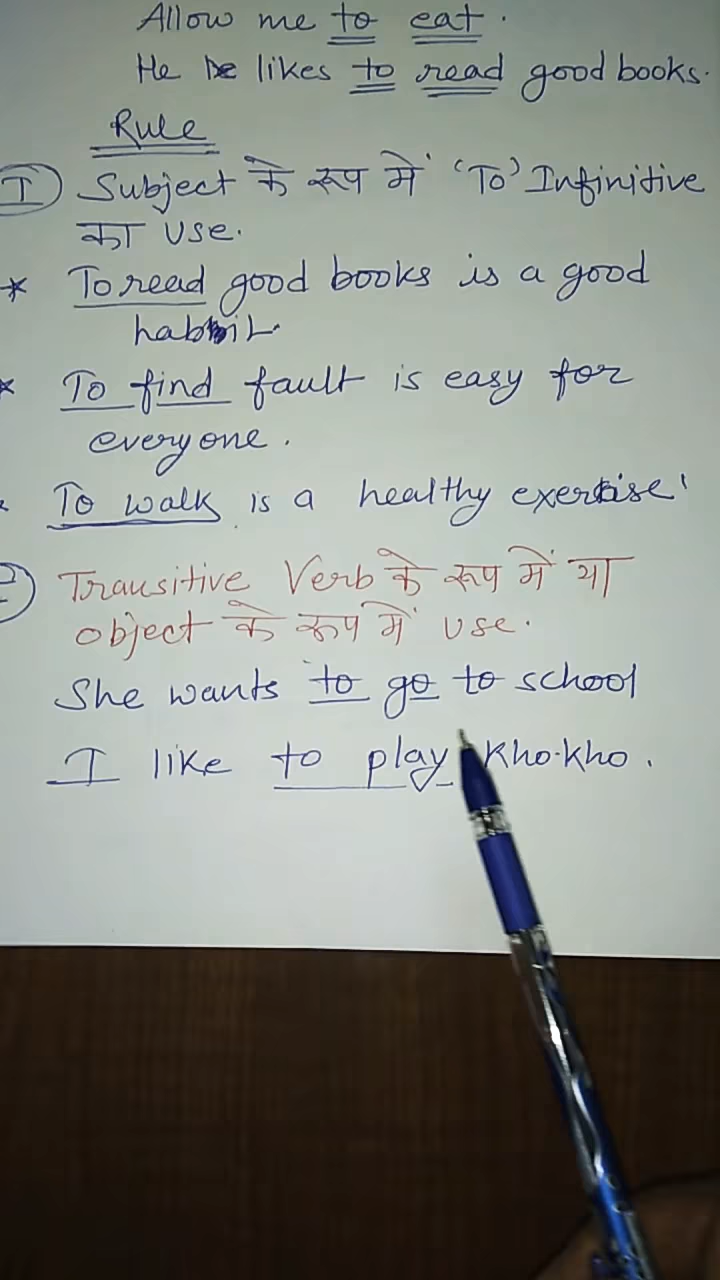 Allow me to eat.
He likes to read good books.
Rule
I Subject के रूप में 'To' Infinitive
का use.
* To read good books is a good
habit.
* To find fault is easy for
everyone.
To walk is a healthy exercise'
2 Transitive Verb के रूप में या
object के रूप में use.
She wants to go to school
I like to play Kho-kho.